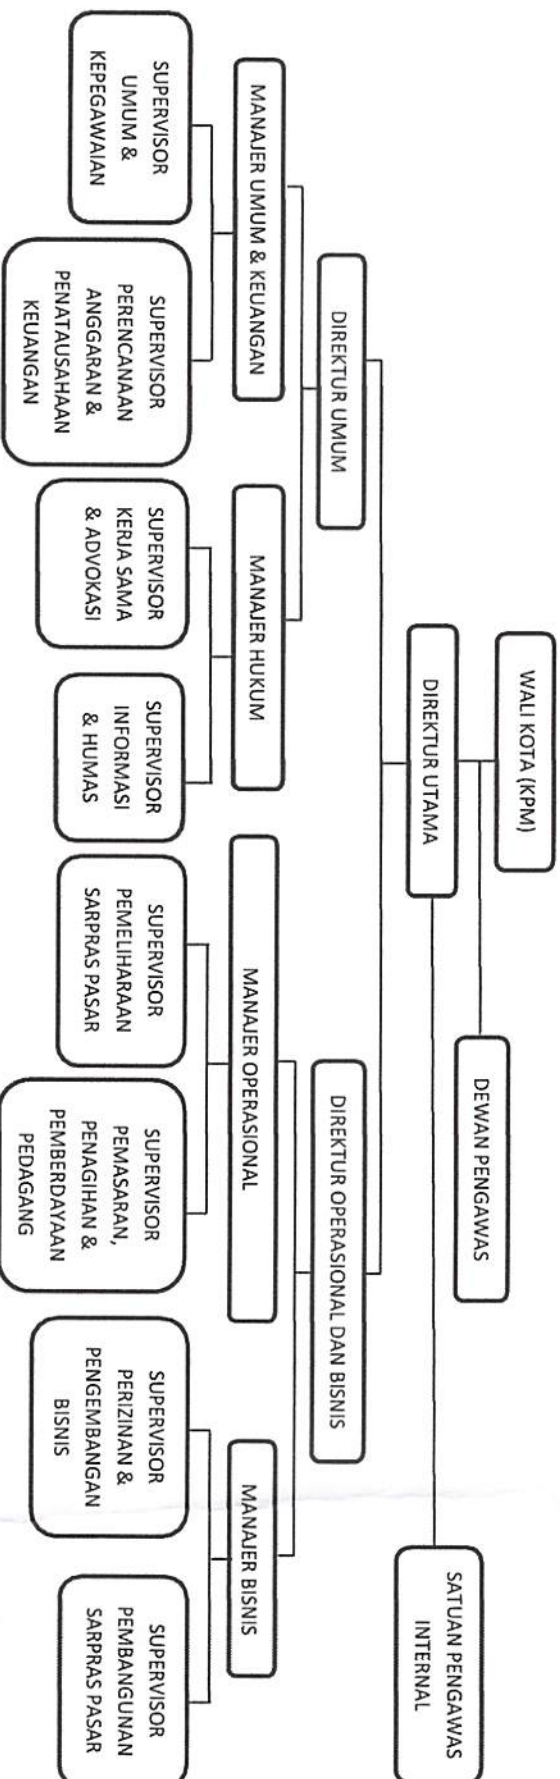 WALI KOTA (KPM)
DEWAN PENGAWAS
DIREKTUR UTAMA
SATUAN PENGAWAS
INTERNAL
DIREKTUR UMUM
DIREKTUR OPERASIONAL DAN BISNIS
MANAJER UMUM & KEUANGAN
MANAJER HUKUM
MANAJER OPERASIONAL
MANAJER BISNIS
SUPERVISOR
UMUM &
KEPEGAWAIAN
SUPERVISOR
PERENCANAAN
ANGGARAN &
PENATAUSAHAAN
KEUANGAN
SUPERVISOR
KERJA SAMA
& ADVOKASI
SUPERVISOR
INFORMASI
& HUMAS
SUPERVISOR
PEMELIHARAAN
SARPRAS PASAR
SUPERVISOR
PEMASARAN,
PENAGIHAN &
PEMBERDAYAAN
PEDAGANG
SUPERVISOR
PERIZINAN &
PENGEMBANGAN
BISNIS
SUPERVISOR
PEMBANGUNAN
SARPRAS PASAR